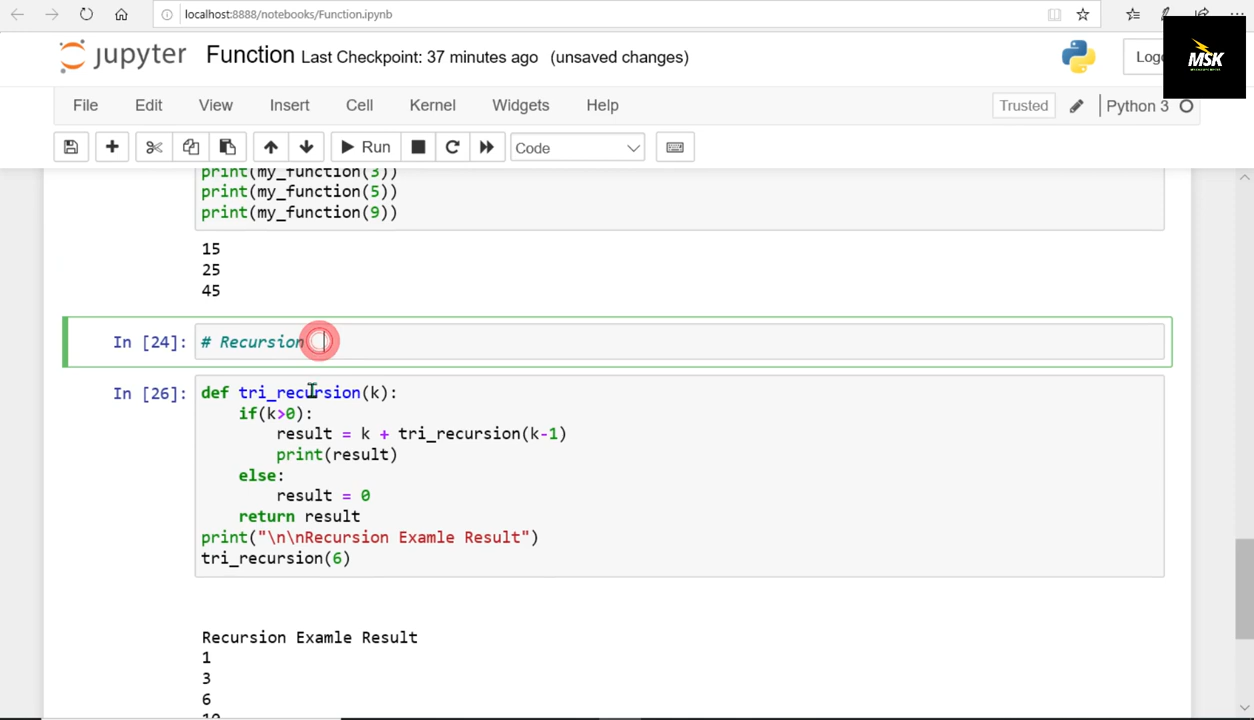 localhost:8888/notebooks/Function.ipynb
MSK
jupyter Function Last Checkpoint: 37 minutes ago (unsaved changes)
File Edit View Insert Cell Kernel Widgets Help Trusted Python 3
Run Code
print(my_function(3))
print(my_function(5))
print(my_function(9))
15
25
45
In [24]: # Recursion
In [26]: def tri_recursion(k):
if(k>0):
result = k + tri_recursion(k-1)
print(result)
else:
result = 0
return result
print("\n\nRecursion Examle Result")
tri_recursion(6)
Recursion Examle Result
1
3
6
10